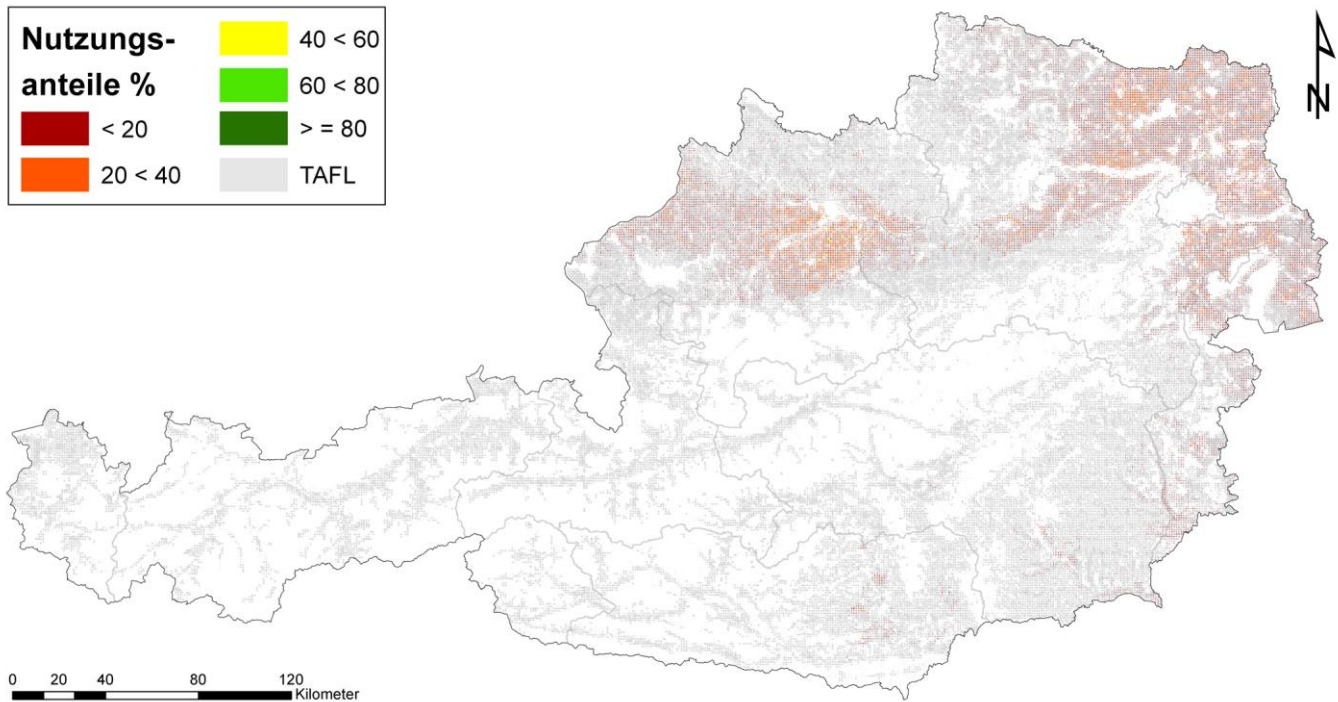 Nutzungs-
anteile %
< 20
20 < 40
40 < 60
60 < 80
> = 80
TAFL
N
0 20 40 80 120
Kilometer